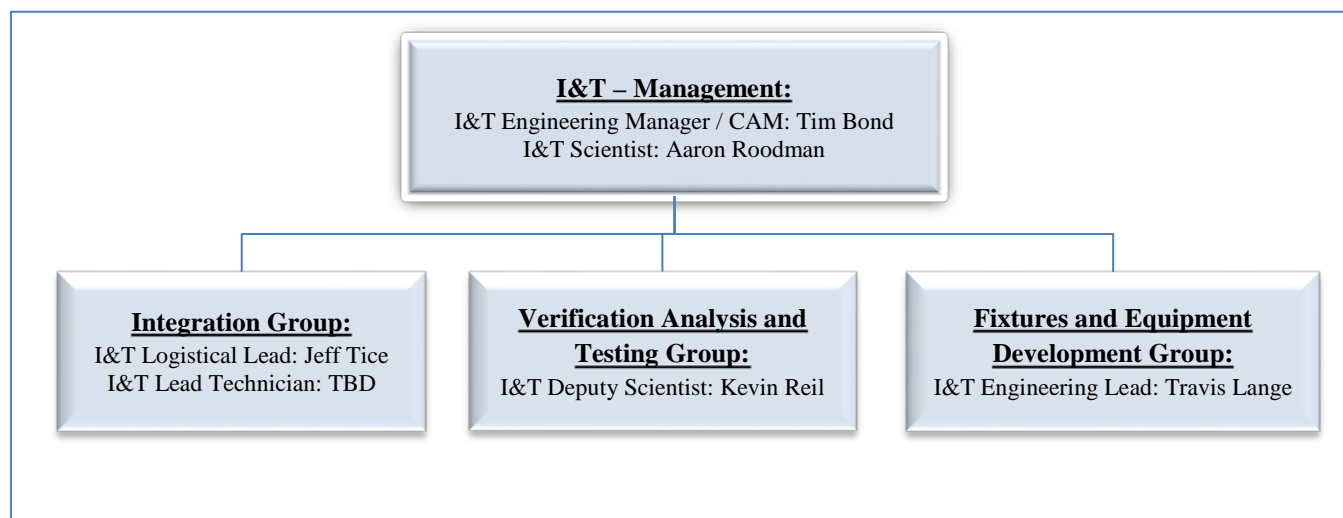 I&T – Management:
I&T Engineering Manager / CAM: Tim Bond
I&T Scientist: Aaron Roodman
Integration Group:
I&T Logistical Lead: Jeff Tice
I&T Lead Technician: TBD
Verification Analysis and
Testing Group:
I&T Deputy Scientist: Kevin Reil
Fixtures and Equipment
Development Group:
I&T Engineering Lead: Travis Lange